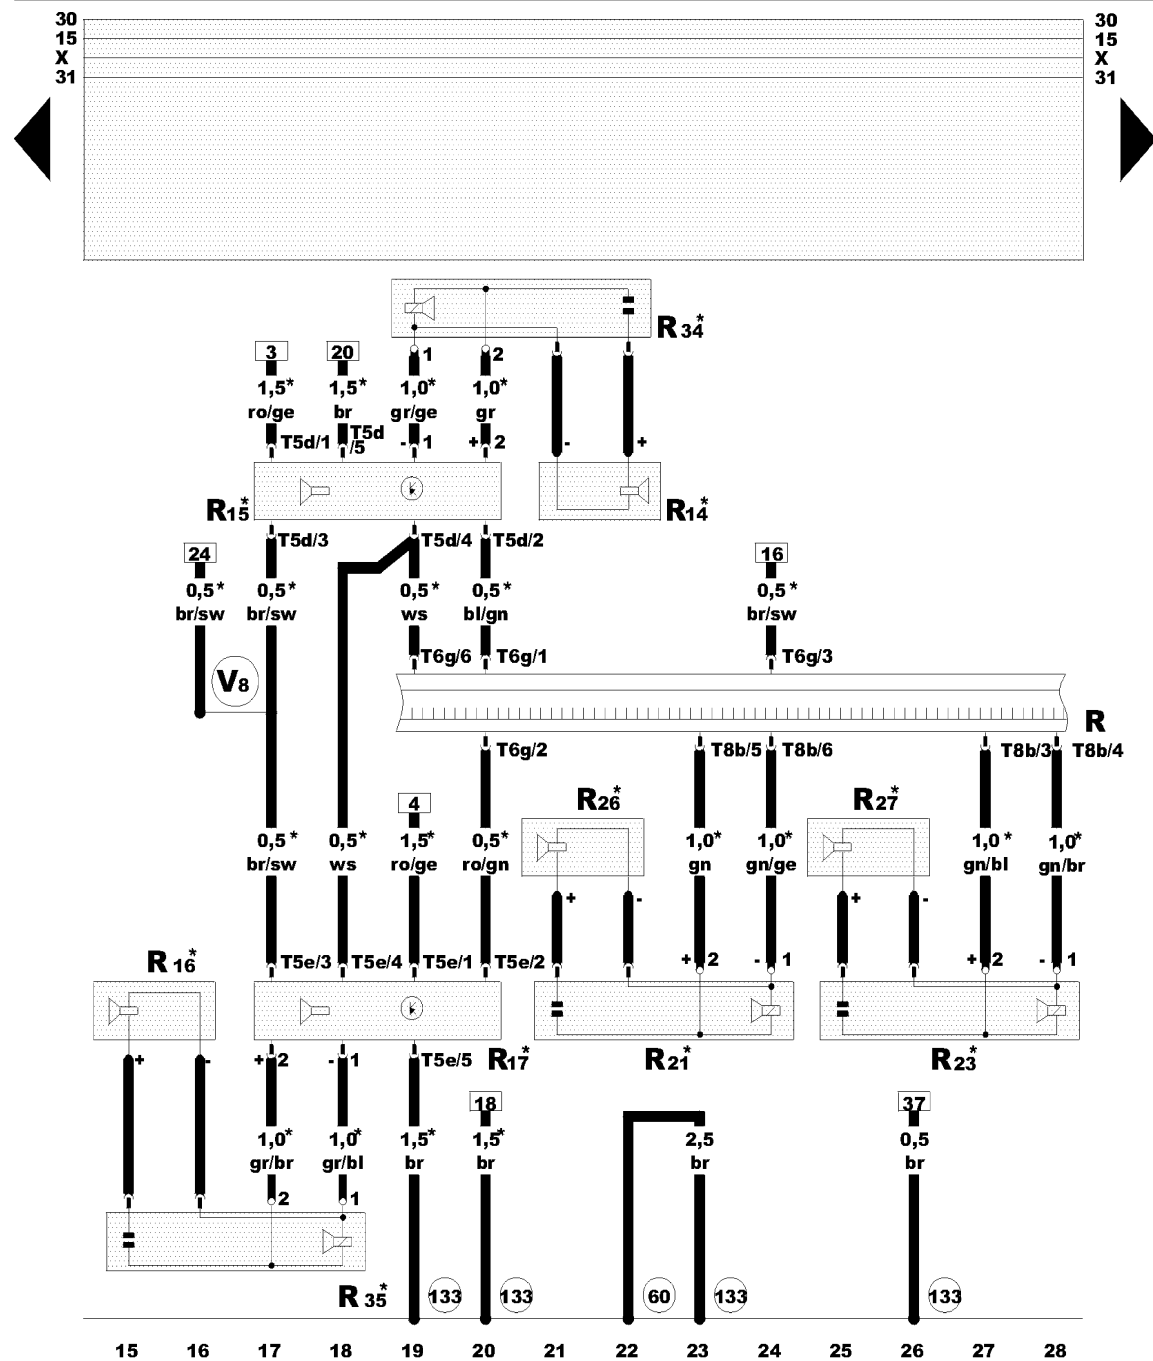 30 30
15 15
X X
31 31
R34*
3 20 1 2
1,5* 1,5* 1,0* 1,0*
ro/ge br gr/ge gr
T5d/1 T5d/5 - 1 + 2 - +
R15* R14*
T5d/3 T5d/4 T5d/2
24 16
0,5* 0,5* 0,5* 0,5* 0,5*
br/sw br/sw ws bl/gn br/sw
T6g/6 T6g/1 T6g/3
V8
R
T6g/2 T8b/5 T8b/6 T8b/3 T8b/4
4 R26* R27*
0,5* 0,5* 1,5* 0,5* 1,0* 1,0* 1,0* 1,0*
br/sw ws ro/ge ro/gn gn gn/ge gn/bl gn/br
+ - + -
R16* T5e/3 T5e/4 T5e/1 T5e/2 + 2 - 1 + 2 - 1
+ - + 2 - 1 T5e/5 R17* R21* R23*
18 37
1,0* 1,0* 1,5* 1,5* 2,5 0,5
gr/br gr/bl br br br br
2 1
R35* 133 133 60 133 133
15 16 17 18 19 20 21 22 23 24 25 26 27 28